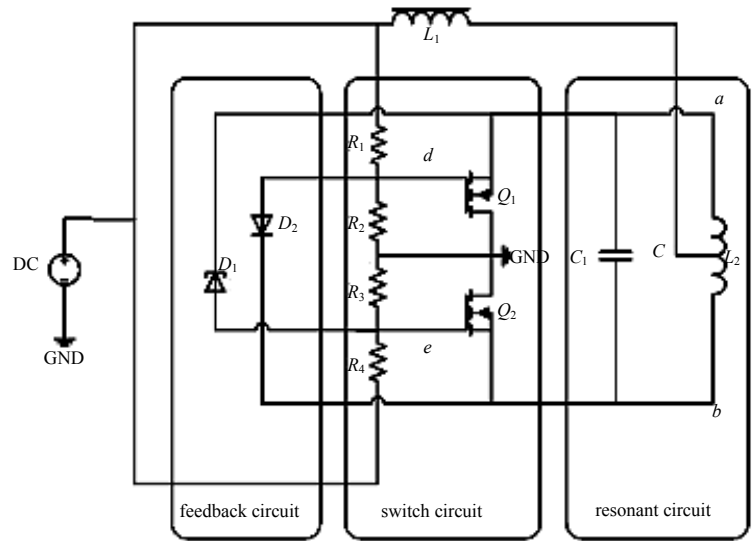 L1
a
R1
d
Q1
D2
R2
DC
D1
GND
C1
C
L2
R3
Q2
GND
R4
e
b
feedback circuit
switch circuit
resonant circuit